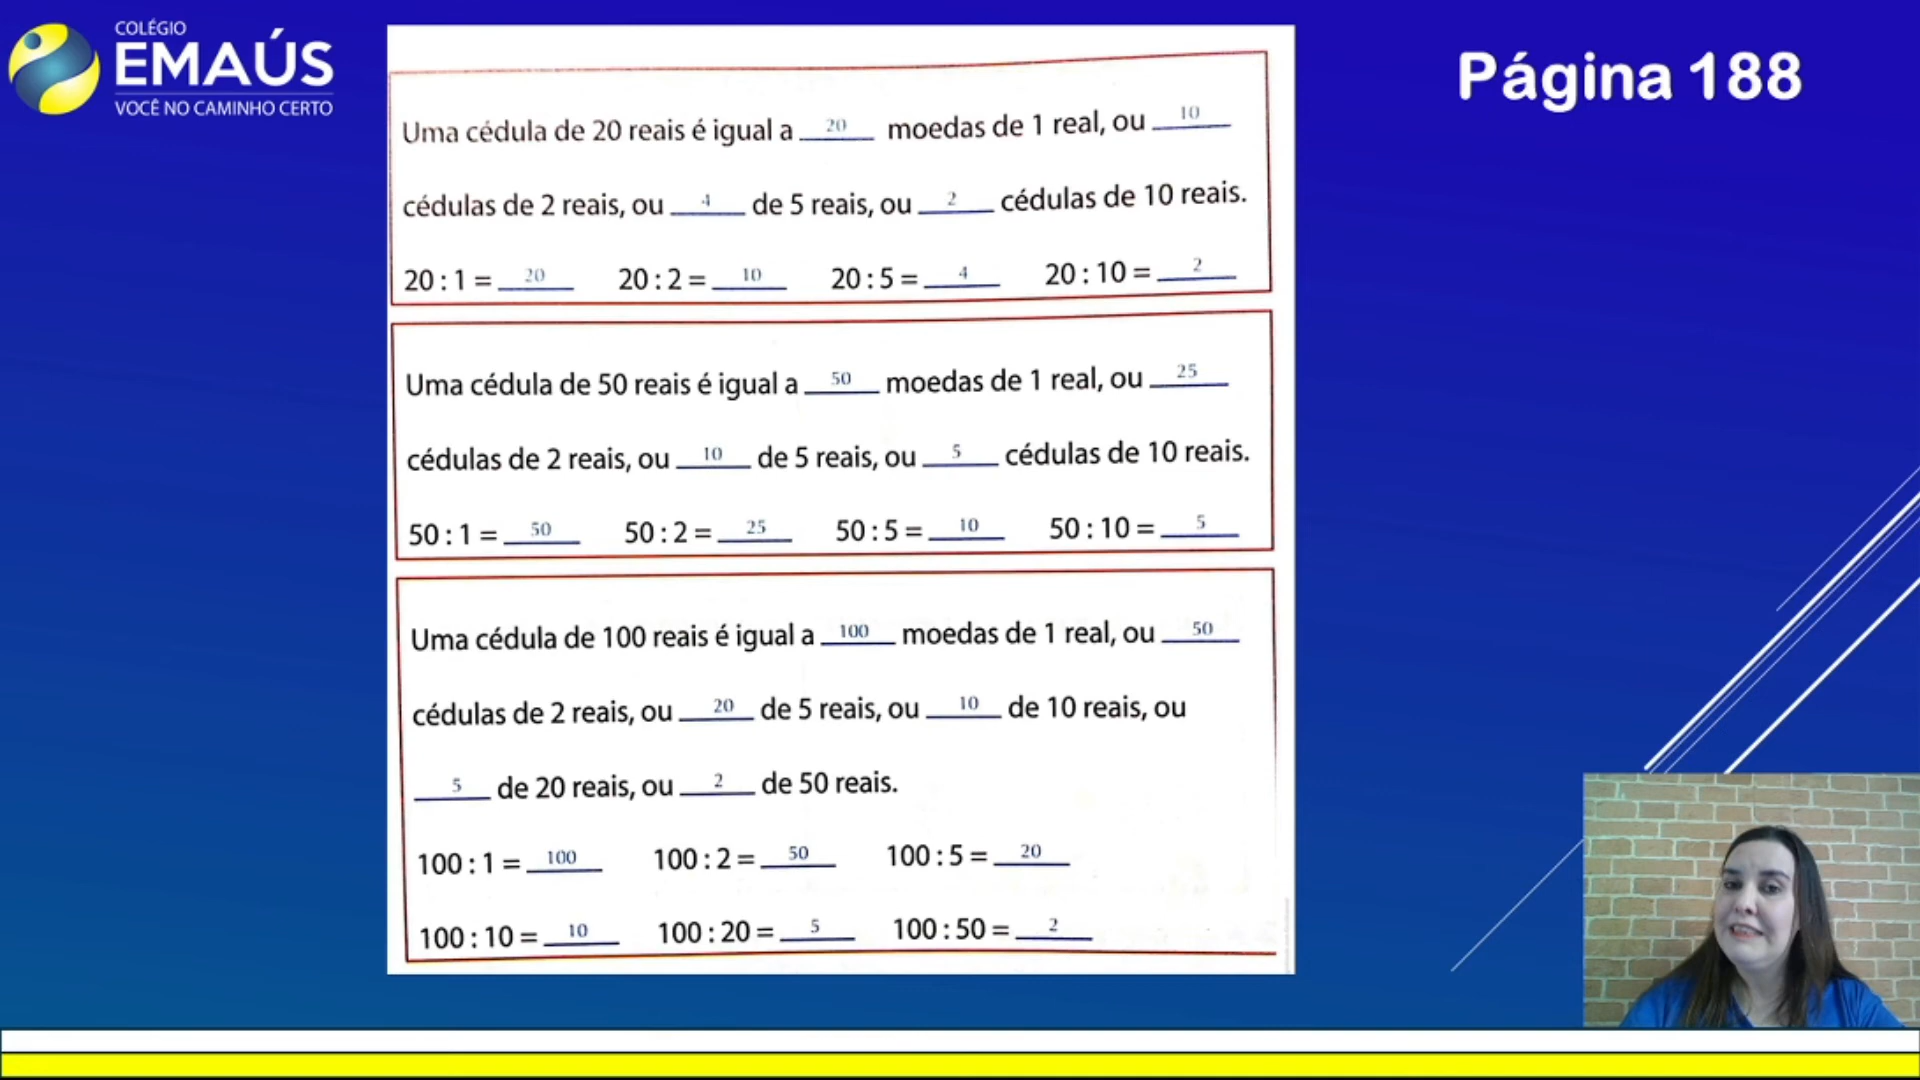 COLÉGIO
EMAÚS
VOCÊ NO CAMINHO CERTO
Página 188
Uma cédula de 20 reais é igual a 20 moedas de 1 real, ou 10
cédulas de 2 reais, ou 4 de 5 reais, ou 2 cédulas de 10 reais.
20 : 1 = 20 20 : 2 = 10 20 : 5 = 4 20 : 10 = 2
Uma cédula de 50 reais é igual a 50 moedas de 1 real, ou 25
cédulas de 2 reais, ou 10 de 5 reais, ou 5 cédulas de 10 reais.
50 : 1 = 50 50 : 2 = 25 50 : 5 = 10 50 : 10 = 5
Uma cédula de 100 reais é igual a 100 moedas de 1 real, ou 50
cédulas de 2 reais, ou 20 de 5 reais, ou 10 de 10 reais, ou
5 de 20 reais, ou 2 de 50 reais.
100 : 1 = 100 100 : 2 = 50 100 : 5 = 20
100 : 10 = 10 100 : 20 = 5 100 : 50 = 2